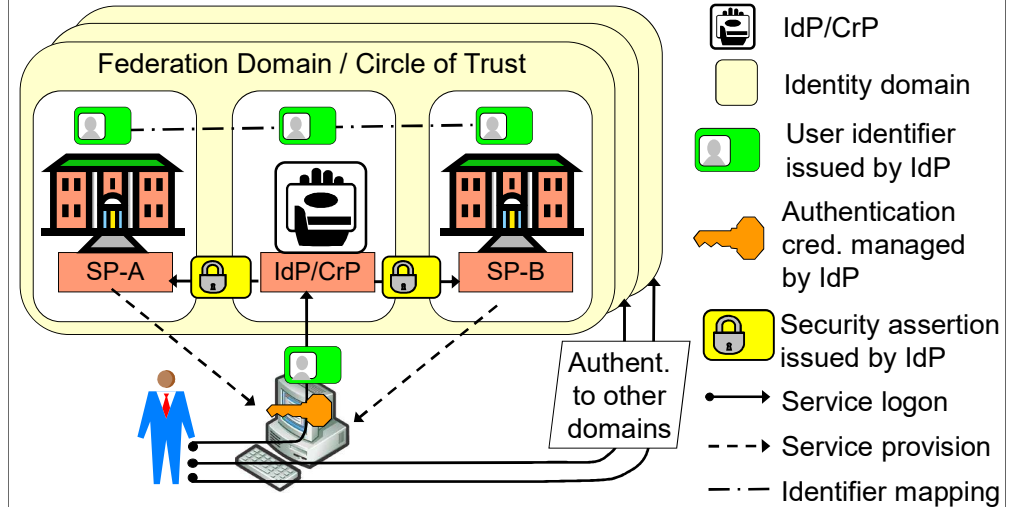 Federation Domain / Circle of Trust
SP-A
IdP/CrP
SP-B
Authent.
to other
domains
IdP/CrP
Identity domain
User identifier
issued by IdP
Authentication
cred. managed
by IdP
Security assertion
issued by IdP
Service logon
Service provision
Identifier mapping